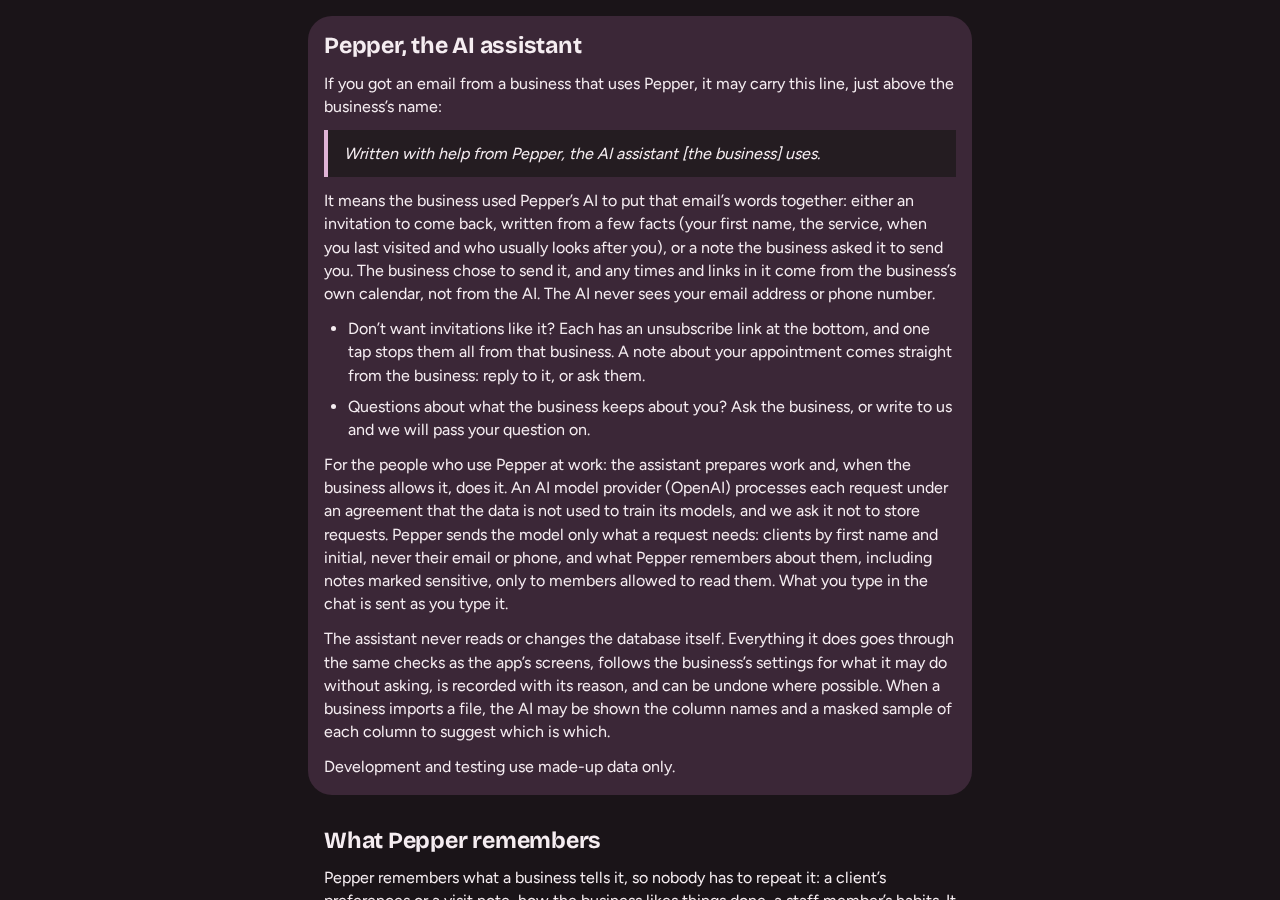 Pepper, the AI assistant
If you got an email from a business that uses Pepper, it may carry this line, just above the
business’s name:
Written with help from Pepper, the AI assistant [the business] uses.
It means the business used Pepper’s AI to put that email’s words together: either an
invitation to come back, written from a few facts (your first name, the service, when
you last visited and who usually looks after you), or a note the business asked it to send
you. The business chose to send it, and any times and links in it come from the business’s
own calendar, not from the AI. The AI never sees your email address or phone number.
• Don’t want invitations like it? Each has an unsubscribe link at the bottom, and one
tap stops them all from that business. A note about your appointment comes straight
from the business: reply to it, or ask them.
• Questions about what the business keeps about you? Ask the business, or write to us
and we will pass your question on.
For the people who use Pepper at work: the assistant prepares work and, when the
business allows it, does it. An AI model provider (OpenAI) processes each request under
an agreement that the data is not used to train its models, and we ask it not to store
requests. Pepper sends the model only what a request needs: clients by first name and
initial, never their email or phone, and what Pepper remembers about them, including
notes marked sensitive, only to members allowed to read them. What you type in the
chat is sent as you type it.
The assistant never reads or changes the database itself. Everything it does goes through
the same checks as the app’s screens, follows the business’s settings for what it may do
without asking, is recorded with its reason, and can be undone where possible. When a
business imports a file, the AI may be shown the column names and a masked sample of
each column to suggest which is which.
Development and testing use made-up data only.
What Pepper remembers
Pepper remembers what a business tells it, so nobody has to repeat it: a client’s
preferences or a visit note, how the business likes things done, a staff member’s habits. It